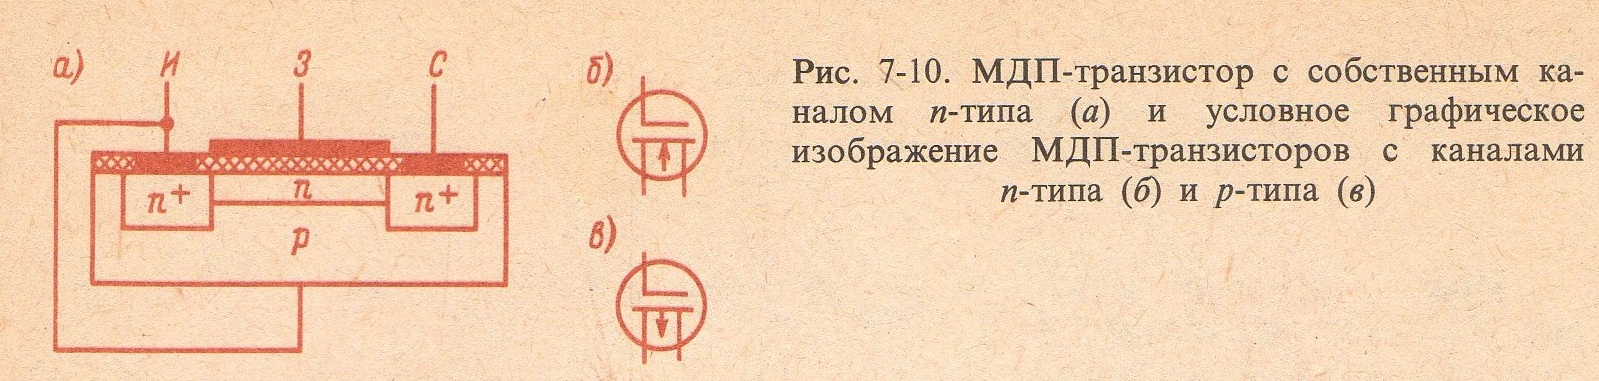 а) И З С
n+ n n+
p
б)
в)
Рис. 7-10. МДП-транзистор с собственным ка-
налом n-типа (а) и условное графическое
изображение МДП-транзисторов с каналами
n-типа (б) и p-типа (в)